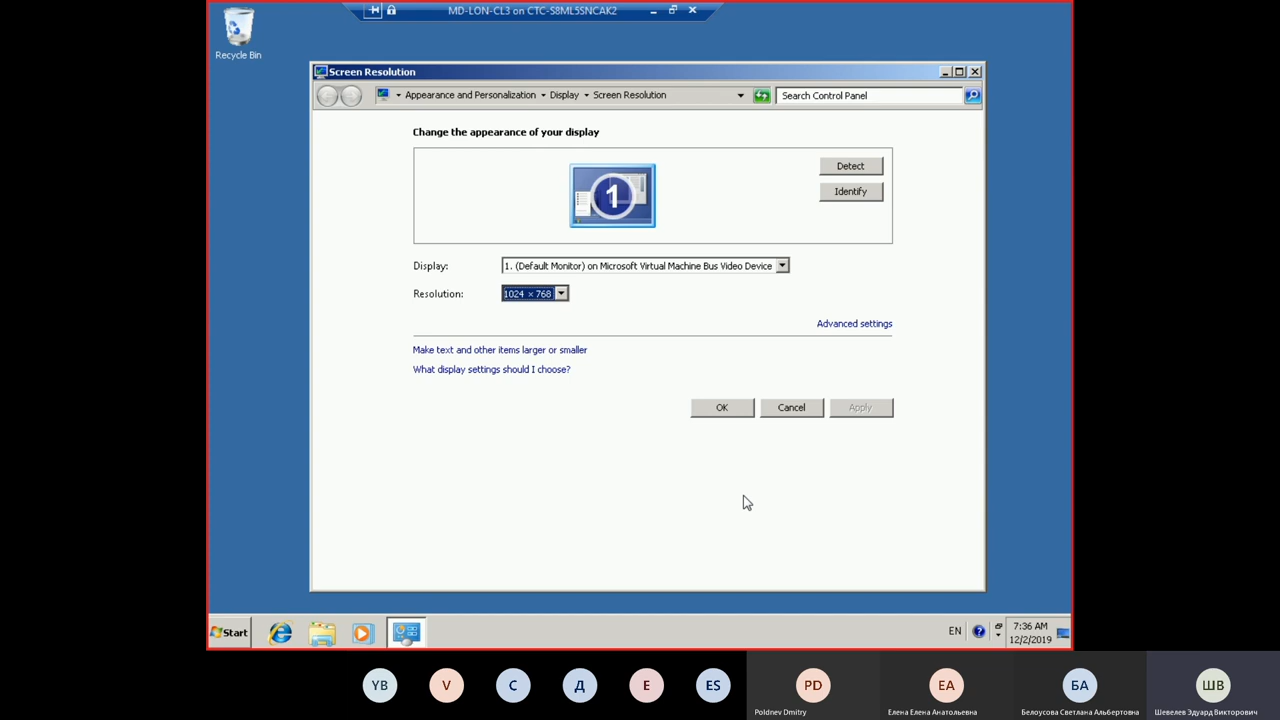 MD-LON-CL3 on CTC-S8ML5SNCAK2
Recycle Bin
Screen Resolution
Appearance and Personalization
Display
Screen Resolution
Search Control Panel
Change the appearance of your display
1
Detect
Identify
Display:
1. (Default Monitor) on Microsoft Virtual Machine Bus Video Device
Resolution:
1024 × 768
Advanced settings
Make text and other items larger or smaller
What display settings should I choose?
OK
Cancel
Apply
Start
EN
7:36 AM
12/2/2019
YB
V
С
Д
E
ES
PD
EA
БА
ШВ
Poldnev Dmitry
Елена Елена Анатольевна
Белоусова Светлана Альбертовна
Шевелев Эдуард Викторович